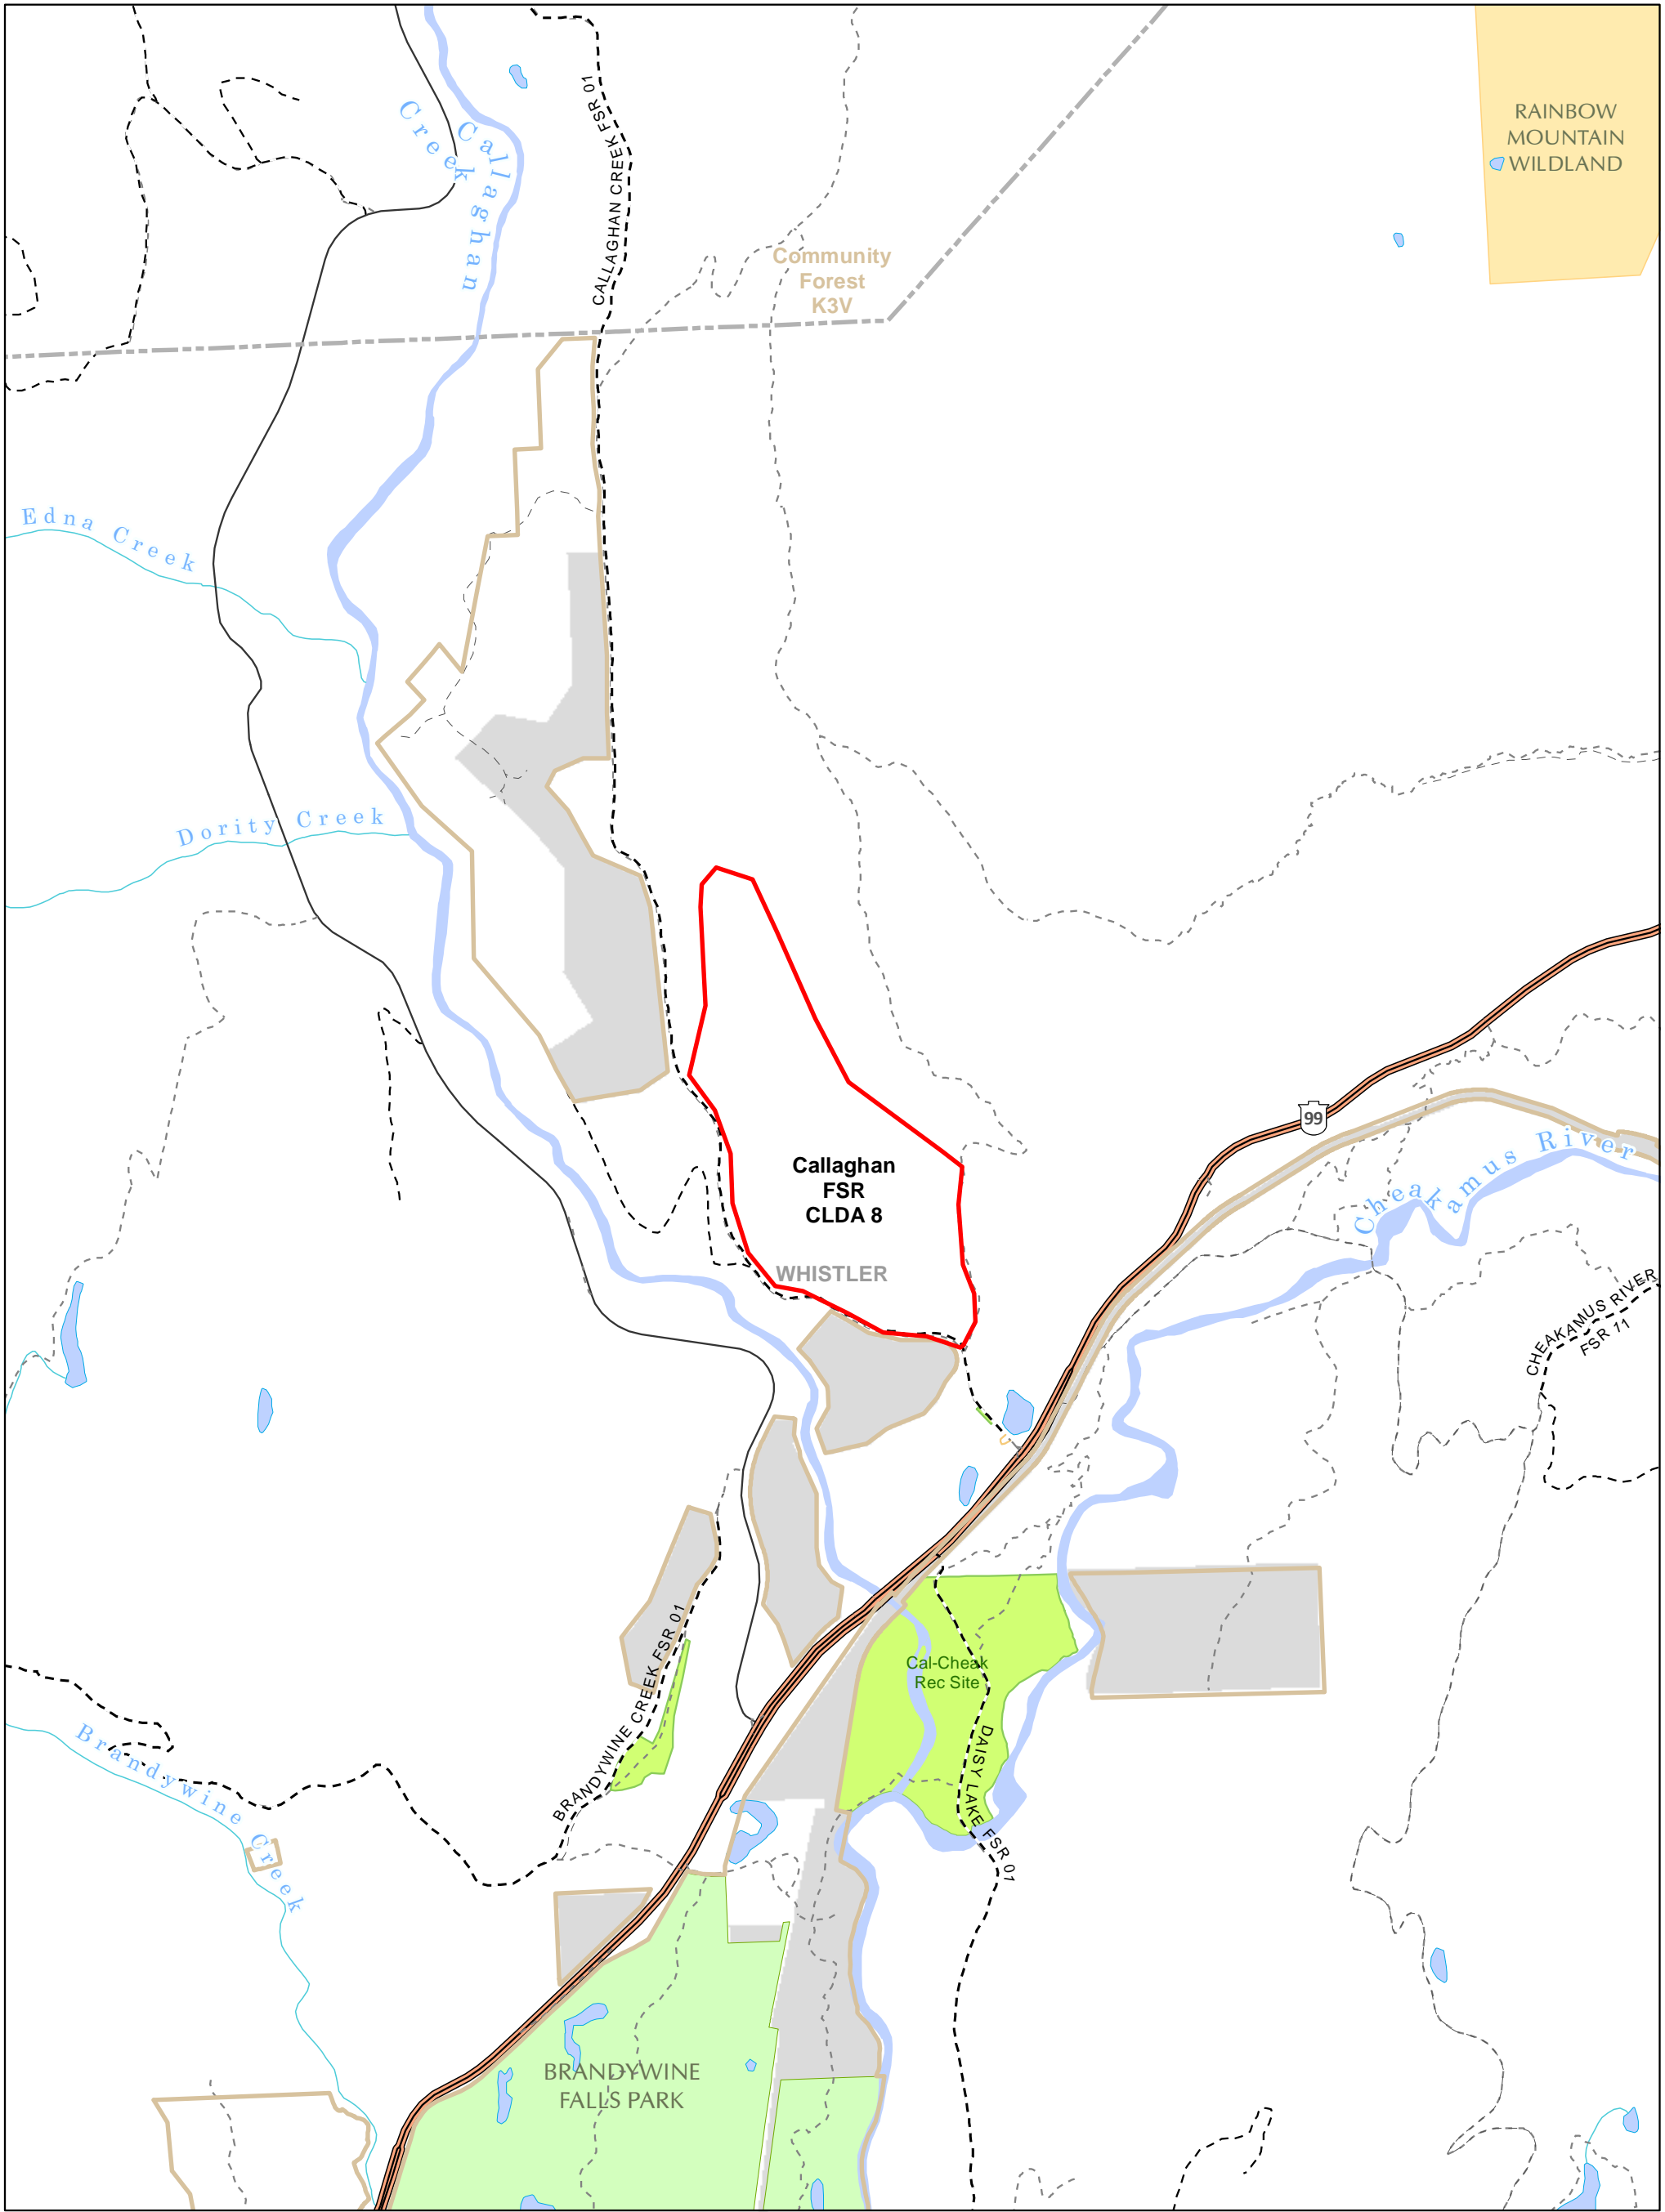 RAINBOW
MOUNTAIN
WILDLAND
Callaghan
Creek
CALLAGHAN CREEK FSR 01
Community
Forest
K3V
Edna Creek
Dority Creek
99
Cheakamus River
Callaghan
FSR
CLDA 8
WHISTLER
CHEAKAMUS RIVER
FSR 11
Cal-Cheak
Rec Site
BRANDYWINE CREEK FSR 01
DAISY LAKE FSR 01
Brandywine Creek
BRANDYWINE
FALLS PARK